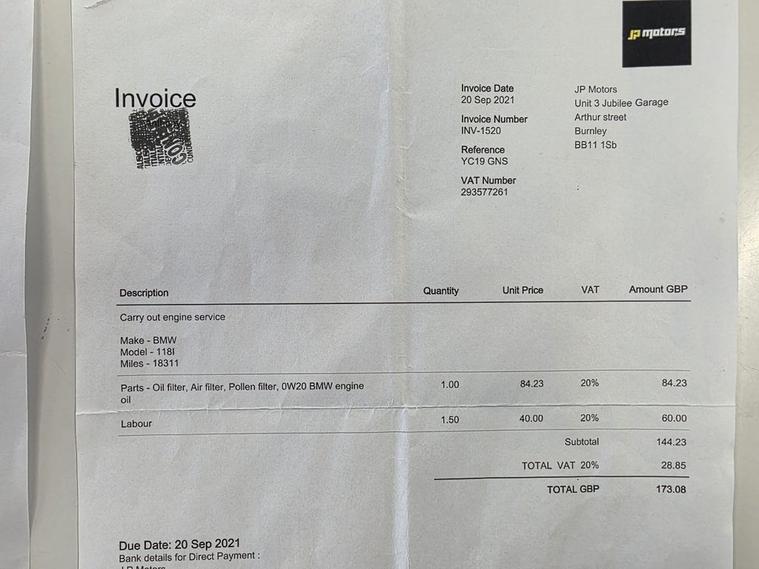 jp motors
Invoice
Invoice Date
20 Sep 2021
Invoice Number
INV-1520
Reference
YC19 GNS
VAT Number
293577261
JP Motors
Unit 3 Jubilee Garage
Arthur street
Burnley
BB11 1Sb
Description Quantity Unit Price VAT Amount GBP
Carry out engine service
Make - BMW
Model - 118I
Miles - 18311
Parts - Oil filter, Air filter, Pollen filter, 0W20 BMW engine 1.00 84.23 20% 84.23
oil
Labour 1.50 40.00 20% 60.00
Subtotal 144.23
TOTAL VAT 20% 28.85
TOTAL GBP 173.08
Due Date: 20 Sep 2021
Bank details for Direct Payment :
J P Motors